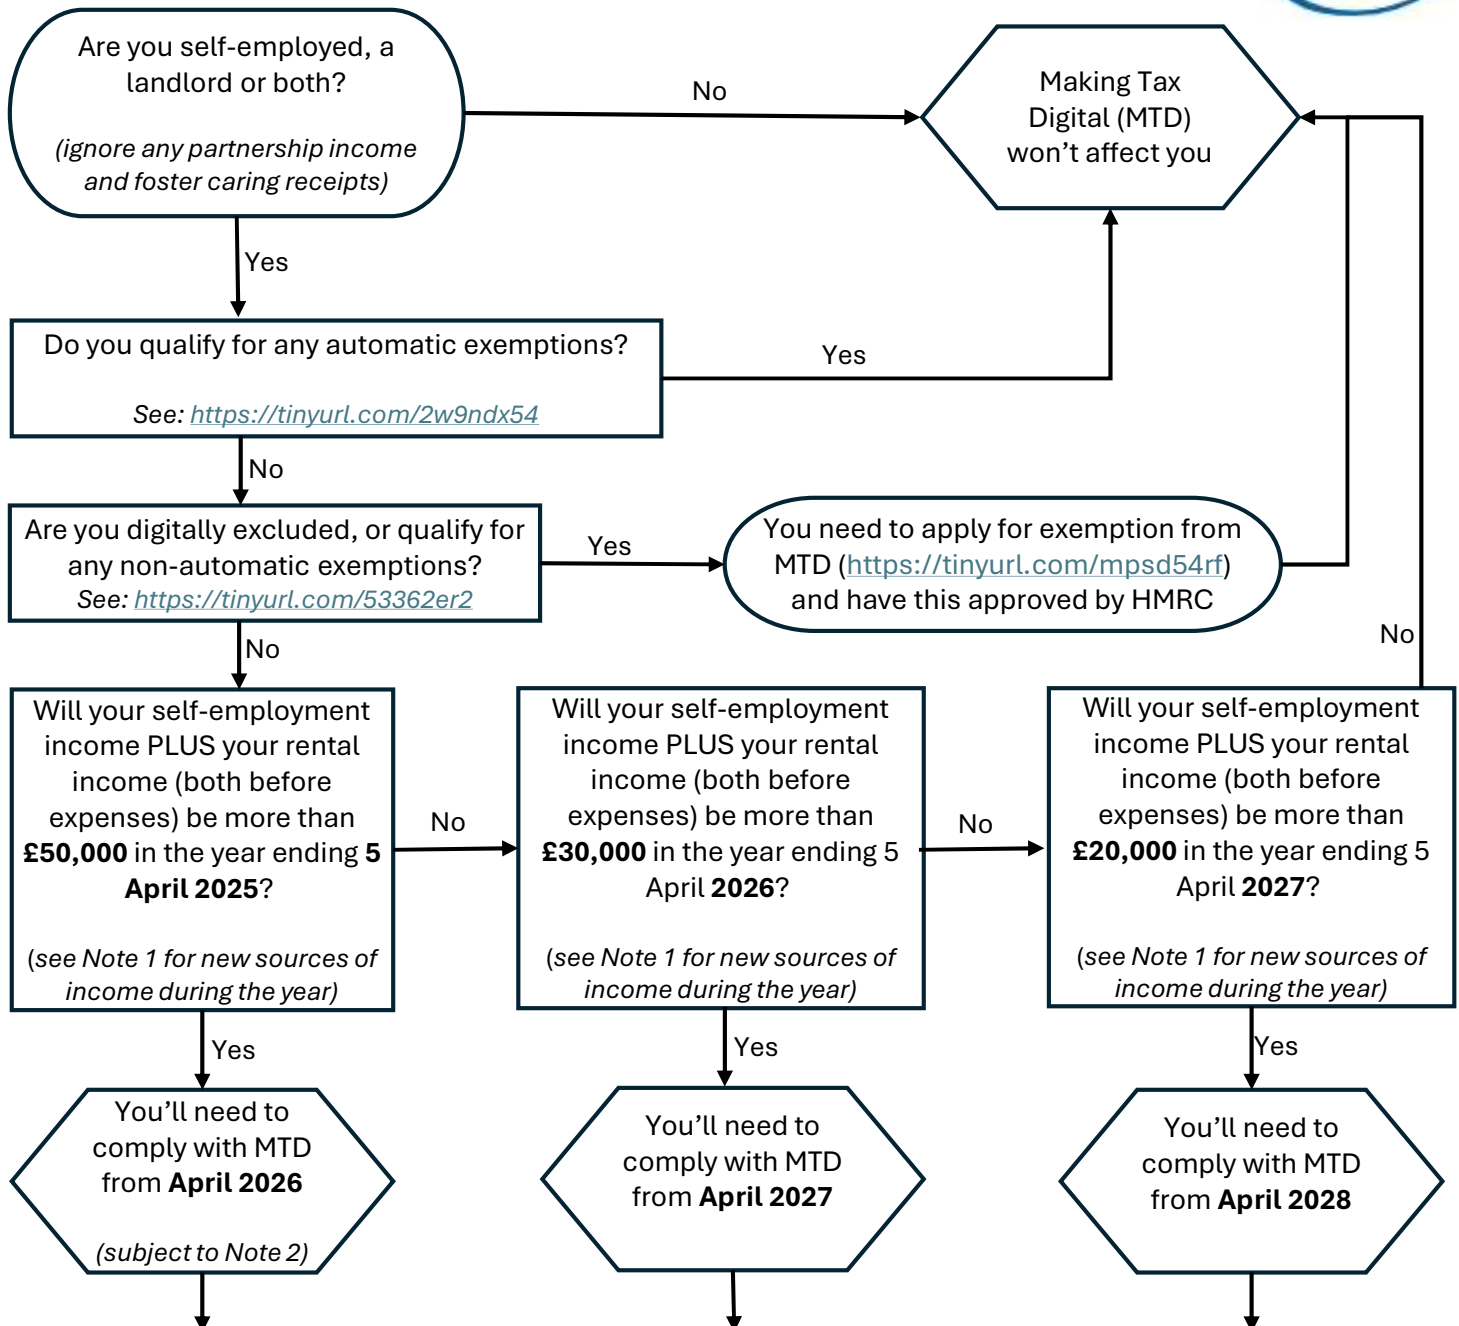 Are you self-employed, a
landlord or both?
(ignore any partnership income
and foster caring receipts)
No
Making Tax
Digital (MTD)
won’t affect you
Yes
Do you qualify for any automatic exemptions?
See: https://tinyurl.com/2w9ndx54
Yes
No
Are you digitally excluded, or qualify for
any non-automatic exemptions?
See: https://tinyurl.com/53362er2
Yes
You need to apply for exemption from
MTD (https://tinyurl.com/mpsd54rf)
and have this approved by HMRC
No
No
Will your self-employment
income PLUS your rental
income (both before
expenses) be more than
£50,000 in the year ending 5
April 2025?
(see Note 1 for new sources of
income during the year)
No
Will your self-employment
income PLUS your rental
income (both before
expenses) be more than
£30,000 in the year ending 5
April 2026?
(see Note 1 for new sources of
income during the year)
No
Will your self-employment
income PLUS your rental
income (both before
expenses) be more than
£20,000 in the year ending 5
April 2027?
(see Note 1 for new sources of
income during the year)
Yes
Yes
Yes
You’ll need to
comply with MTD
from April 2026
(subject to Note 2)
You’ll need to
comply with MTD
from April 2027
You’ll need to
comply with MTD
from April 2028